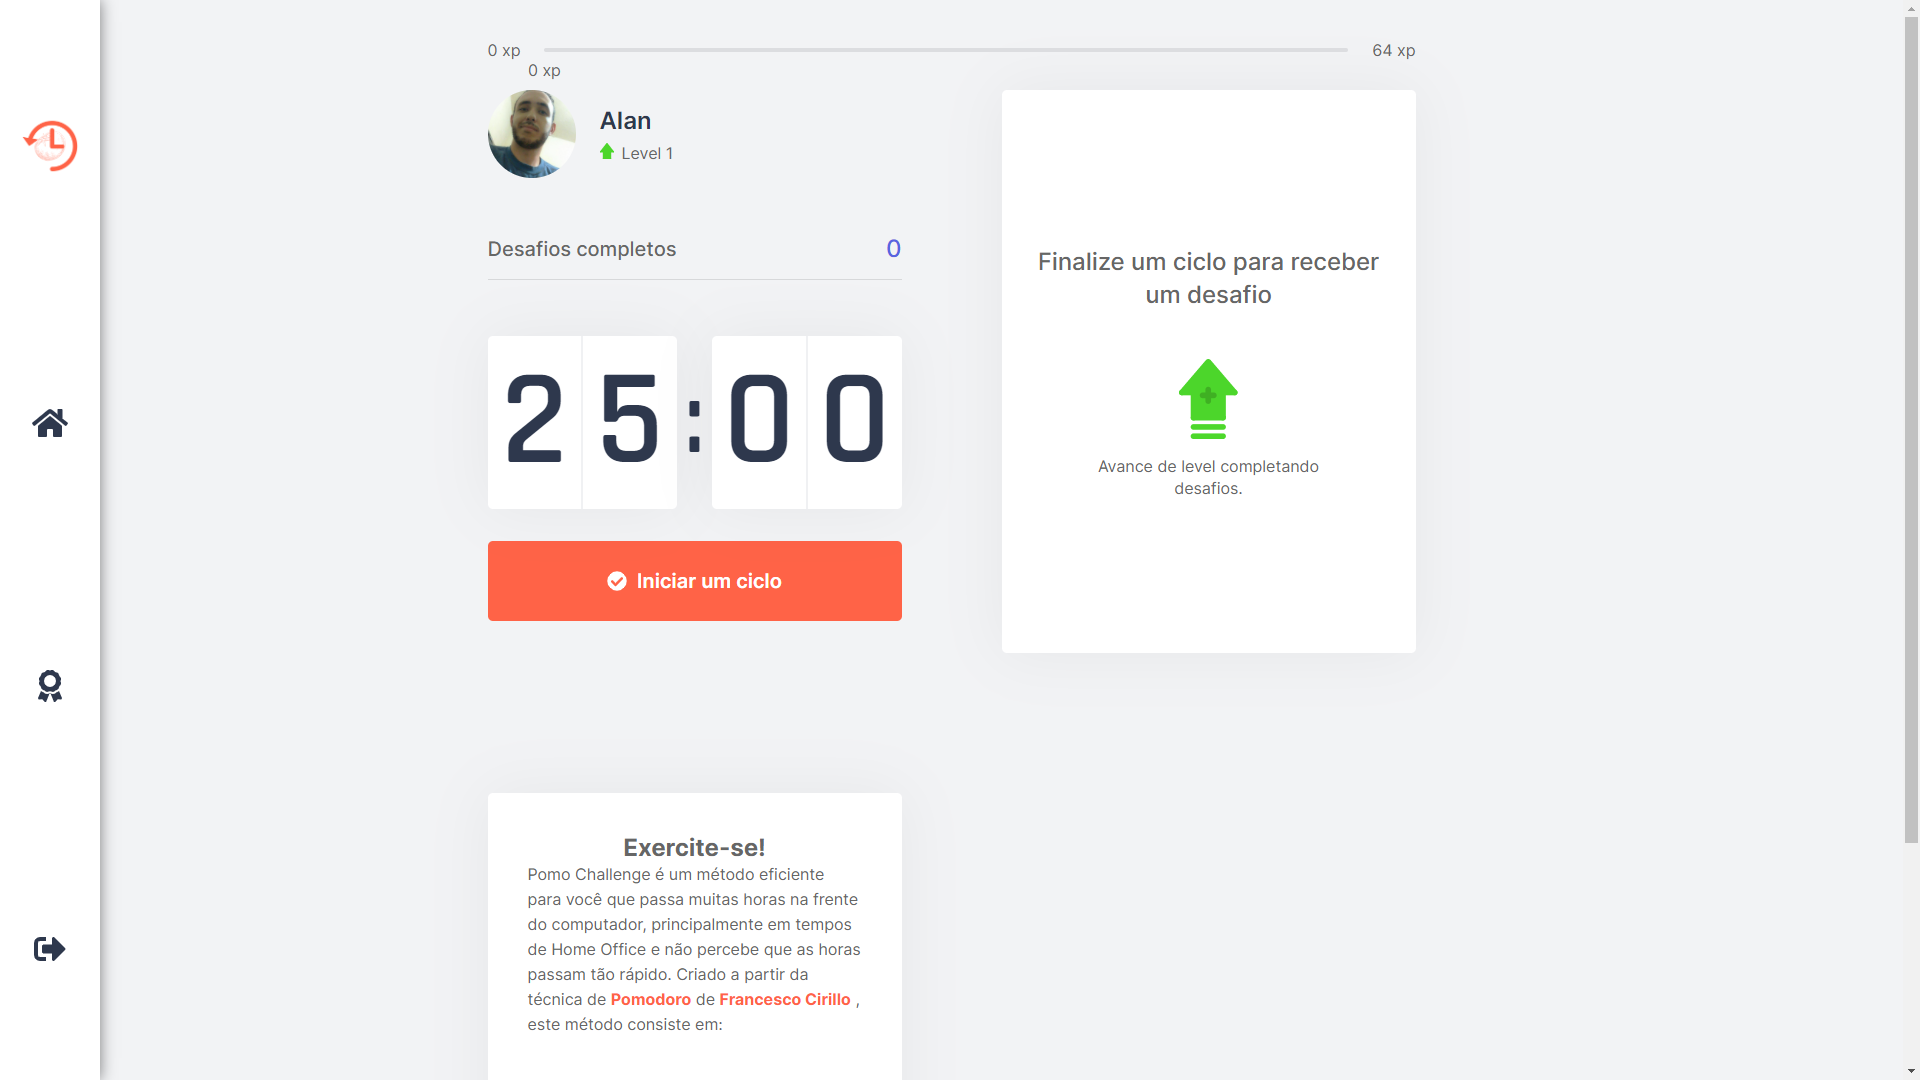 0 xp
64 xp
0 xp
Alan
Level 1
Desafios completos
0
25:00
Iniciar um ciclo
Finalize um ciclo para receber
um desafio
Avance de level completando
desafios.
Exercite-se!
Pomo Challenge é um método eficiente
para você que passa muitas horas na frente
do computador, principalmente em tempos
de Home Office e não percebe que as horas
passam tão rápido. Criado a partir da
técnica de Pomodoro de Francesco Cirillo ,
este método consiste em: